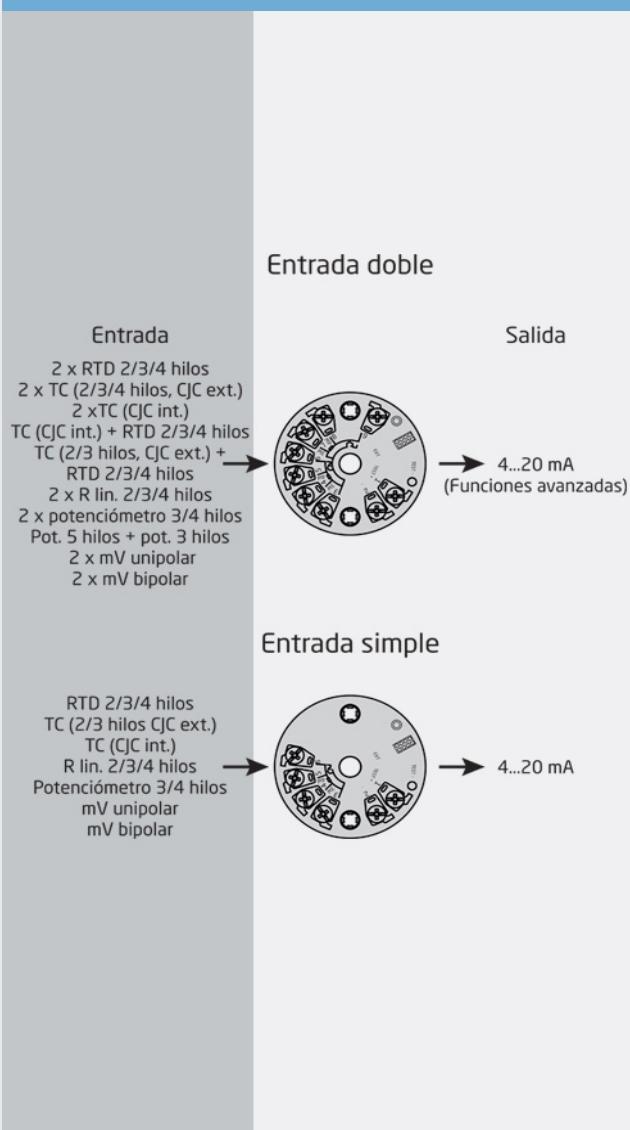 Entrada doble
Entrada
Salida
2 x RTD 2/3/4 hilos
2 x TC (2/3/4 hilos, CJC ext.)
2 xTC (CJC int.)
TC (CJC int.) + RTD 2/3/4 hilos
TC (2/3 hilos, CJC ext.) +
RTD 2/3/4 hilos
2 x R lin. 2/3/4 hilos
2 x potenciómetro 3/4 hilos
Pot. 5 hilos + pot. 3 hilos
2 x mV unipolar
2 x mV bipolar
4...20 mA
(Funciones avanzadas)
Entrada simple
RTD 2/3/4 hilos
TC (2/3 hilos CJC ext.)
TC (CJC int.)
R lin. 2/3/4 hilos
Potenciómetro 3/4 hilos
mV unipolar
mV bipolar
4...20 mA